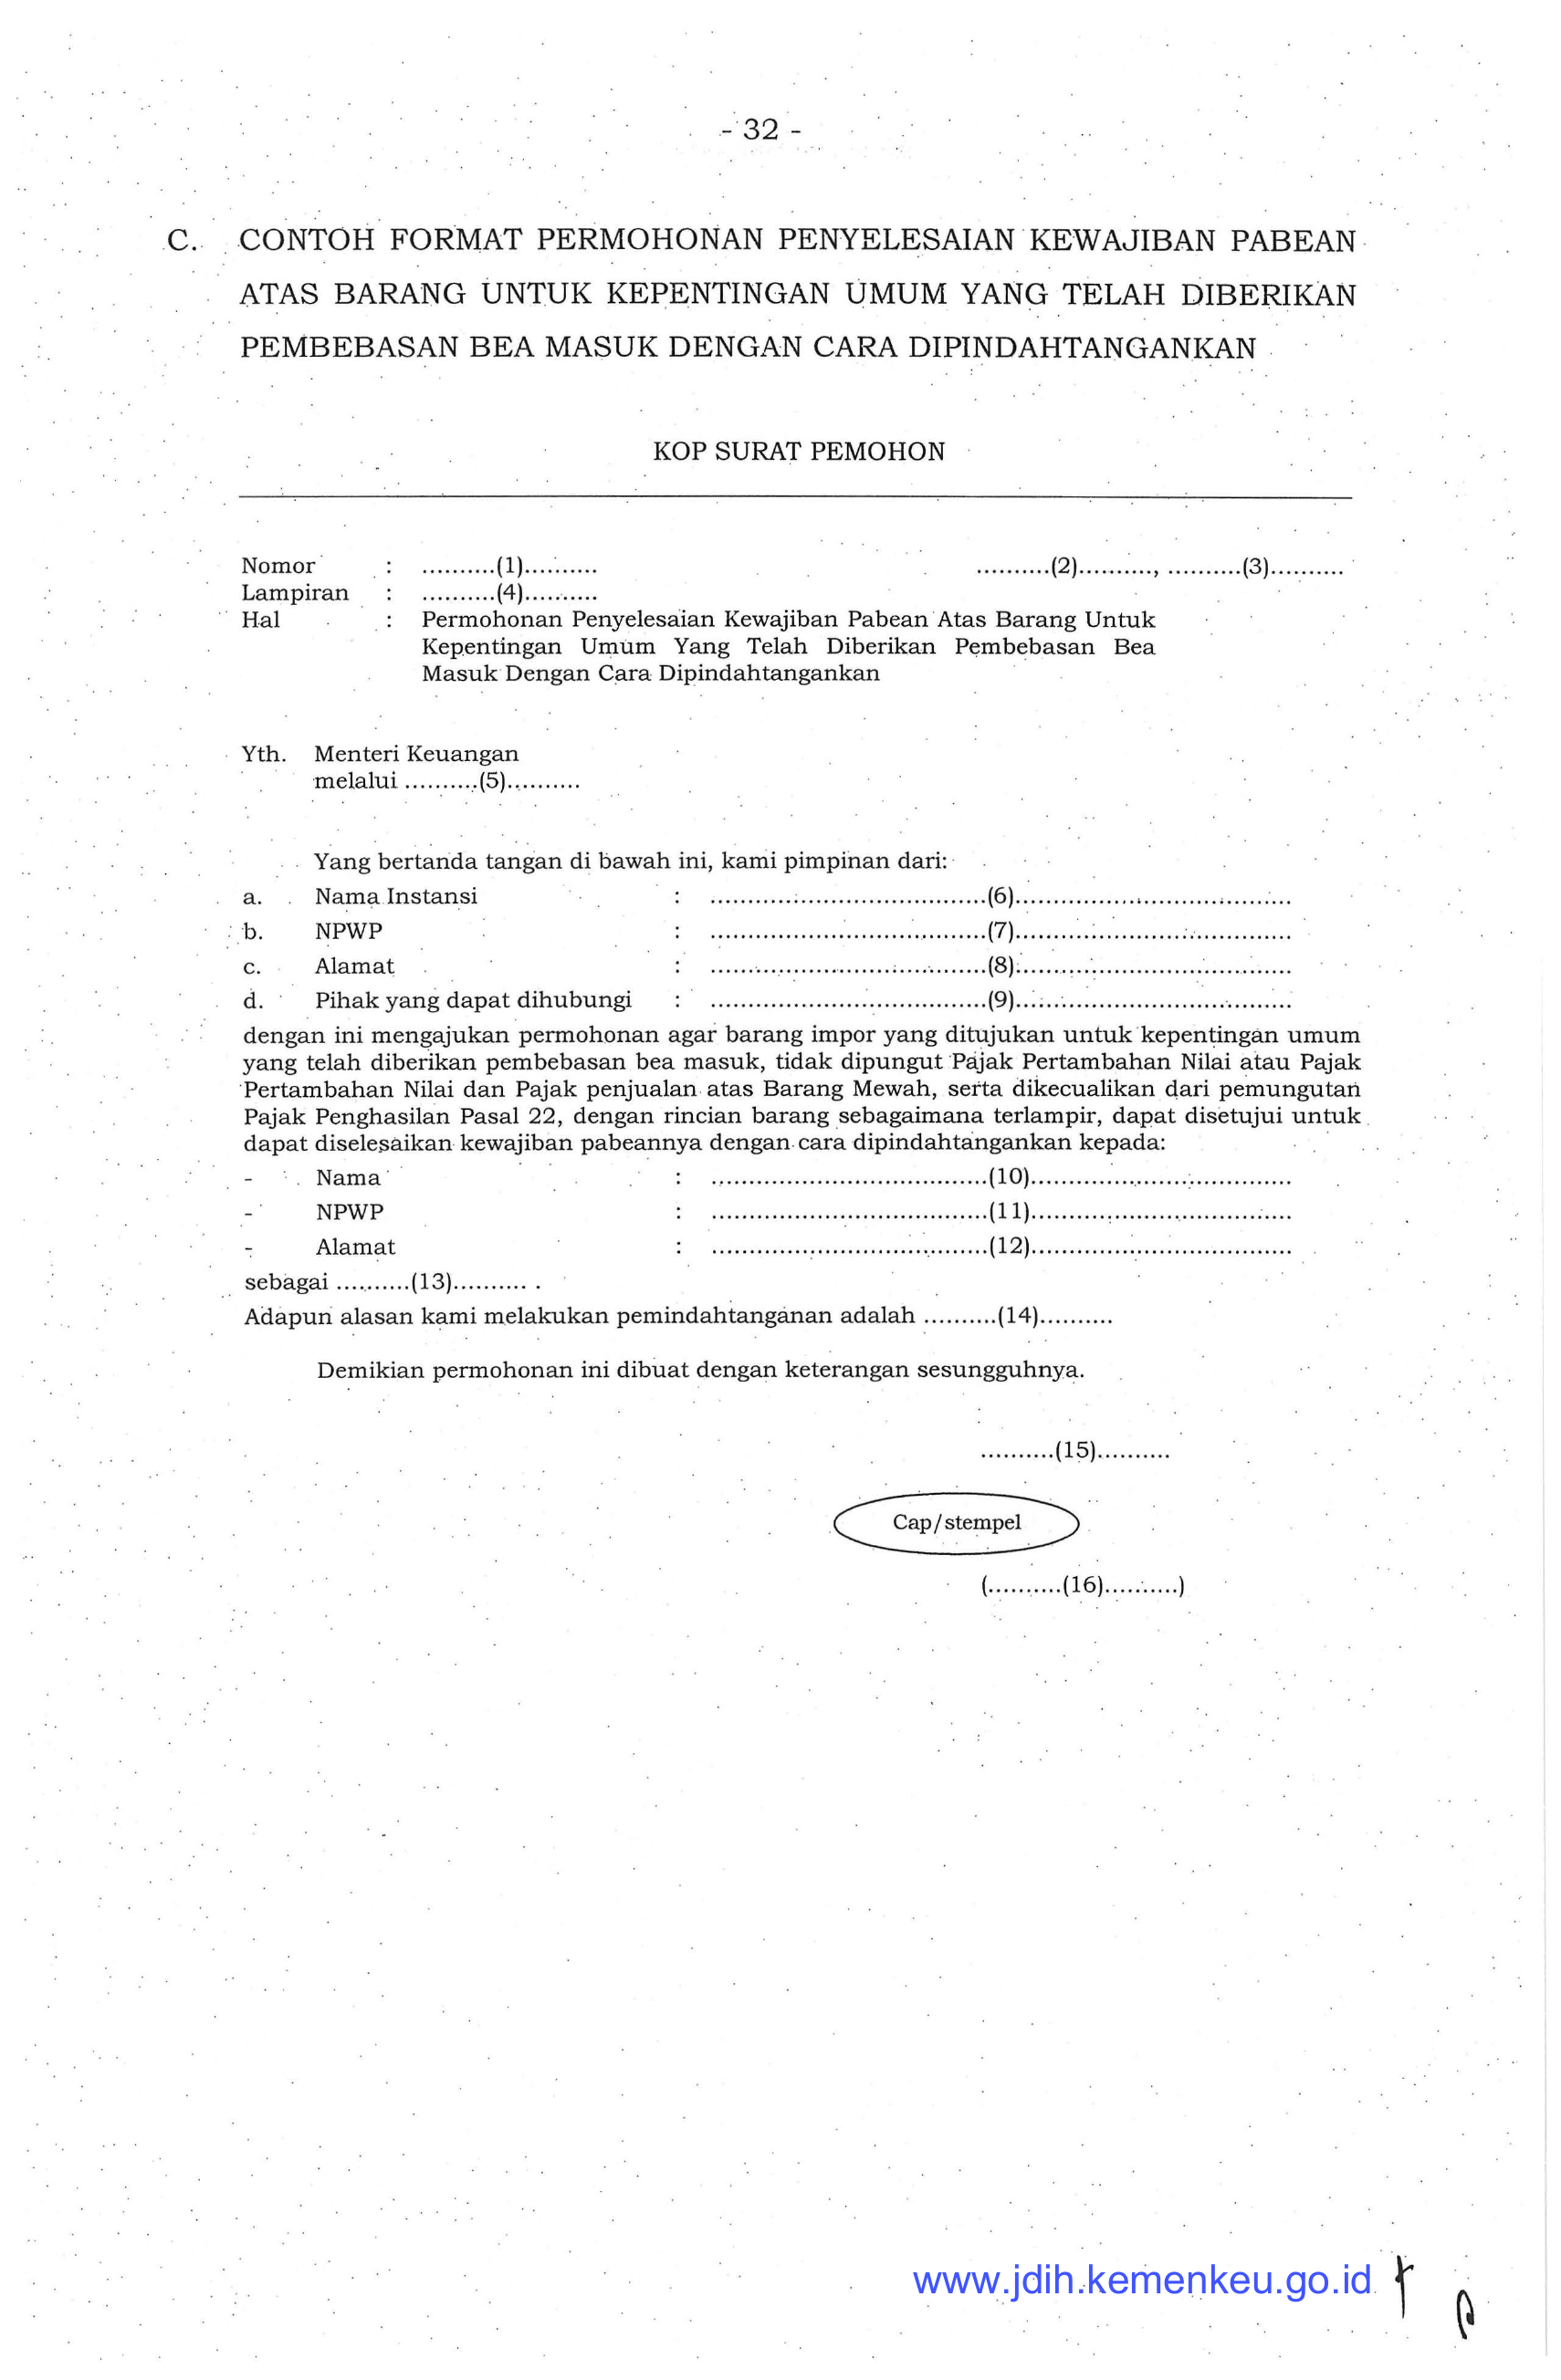 - 32 -
C. CONTOH FORMAT PERMOHONAN PENYELESAIAN KEWAJIBAN PABEAN
ATAS BARANG UNTUK KEPENTINGAN UMUM YANG TELAH DIBERIKAN
PEMBEBASAN BEA MASUK DENGAN CARA DIPINDAHTANGANKAN
KOP SURAT PEMOHON
Nomor : ..........(1).......... ..........(2).........., ..........(3)..........
Lampiran : ..........(4)..........
Hal : Permohonan Penyelesaian Kewajiban Pabean Atas Barang Untuk
Kepentingan Umum Yang Telah Diberikan Pembebasan Bea
Masuk Dengan Cara Dipindahtangankan
Yth. Menteri Keuangan
melalui ..........(5)..........
Yang bertanda tangan di bawah ini, kami pimpinan dari:
a. Nama Instansi : .....................................(6).....................................
b. NPWP : .....................................(7).....................................
c. Alamat : .....................................(8).....................................
d. Pihak yang dapat dihubungi : .....................................(9).....................................
dengan ini mengajukan permohonan agar barang impor yang ditujukan untuk kepentingan umum
yang telah diberikan pembebasan bea masuk, tidak dipungut Pajak Pertambahan Nilai atau Pajak
Pertambahan Nilai dan Pajak penjualan atas Barang Mewah, serta dikecualikan dari pemungutan
Pajak Penghasilan Pasal 22, dengan rincian barang sebagaimana terlampir, dapat disetujui untuk
dapat diselesaikan kewajiban pabeannya dengan cara dipindahtangankan kepada:
- Nama : .....................................(10)...................................
- NPWP : .....................................(11)...................................
- Alamat : .....................................(12)...................................
sebagai ..........(13).......... .
Adapun alasan kami melakukan pemindahtanganan adalah ..........(14)..........
Demikian permohonan ini dibuat dengan keterangan sesungguhnya.
..........(15)..........
Cap/stempel
(..........(16)..........)
www.jdih.kemenkeu.go.id